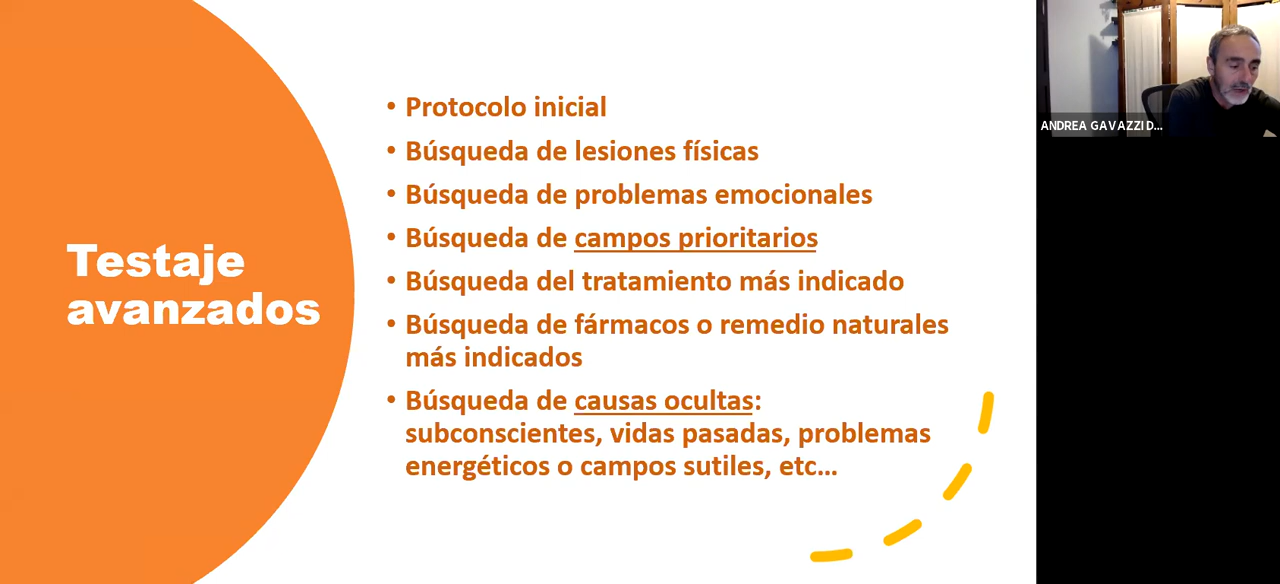 Testaje
avanzados
• Protocolo inicial
• Búsqueda de lesiones físicas
• Búsqueda de problemas emocionales
• Búsqueda de campos prioritarios
• Búsqueda del tratamiento más indicado
• Búsqueda de fármacos o remedio naturales
más indicados
• Búsqueda de causas ocultas:
subconscientes, vidas pasadas, problemas
energéticos o campos sutiles, etc...
ANDREA GAVAZZI D...